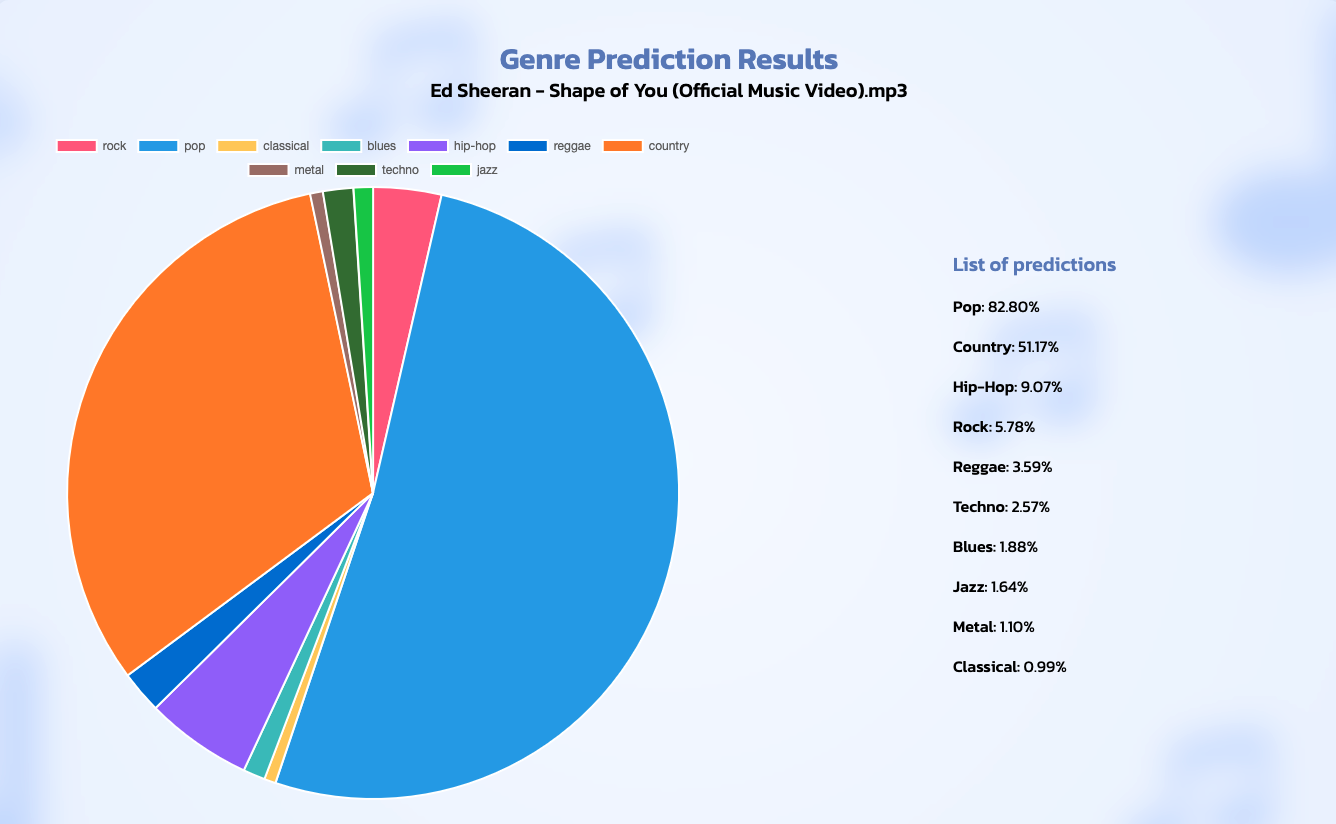 Genre Prediction Results
Ed Sheeran - Shape of You (Official Music Video).mp3
rock pop classical blues hip-hop reggae country
metal techno jazz
List of predictions
Pop: 82.80%
Country: 51.17%
Hip-Hop: 9.07%
Rock: 5.78%
Reggae: 3.59%
Techno: 2.57%
Blues: 1.88%
Jazz: 1.64%
Metal: 1.10%
Classical: 0.99%